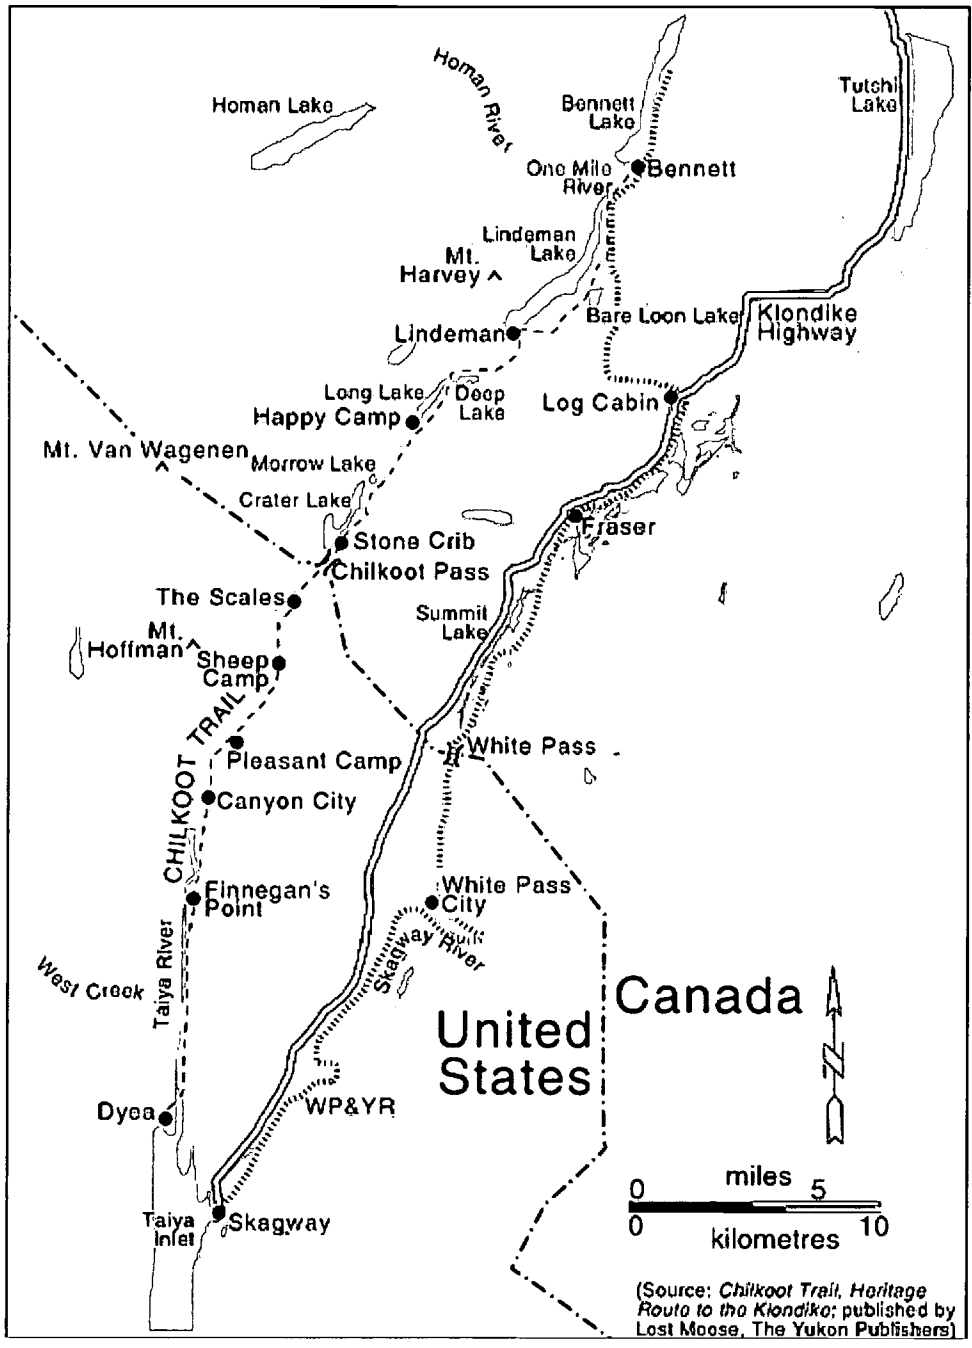 Homan Lake
Homan River
Bennett
Lake
Tutshi
Lake
One Mile
River
Bennett
Lindeman
Lake
Mt.
Harvey
Bare Loon Lake
Klondike
Highway
Lindeman
Long Lake
Deep
Lake
Happy Camp
Log Cabin
Mt. Van Wagenen
Morrow Lake
Crater Lake
Stone Crib
Fraser
Chilkoot Pass
The Scales
Summit
Lake
Mt.
Hoffman
Sheep
Camp
CHILKOOT TRAIL
White Pass
Pleasant Camp
Canyon City
Finnegan's
Point
White Pass
City
Skagway River
Taiya River
West Creek
Canada
United
States
N
WP&YR
Dyea
Taiya
Inlet
Skagway
miles
0 5
0 10
kilometres
(Source: Chilkoot Trail, Heritage
Route to the Klondike; published by
Lost Moose, The Yukon Publishers)